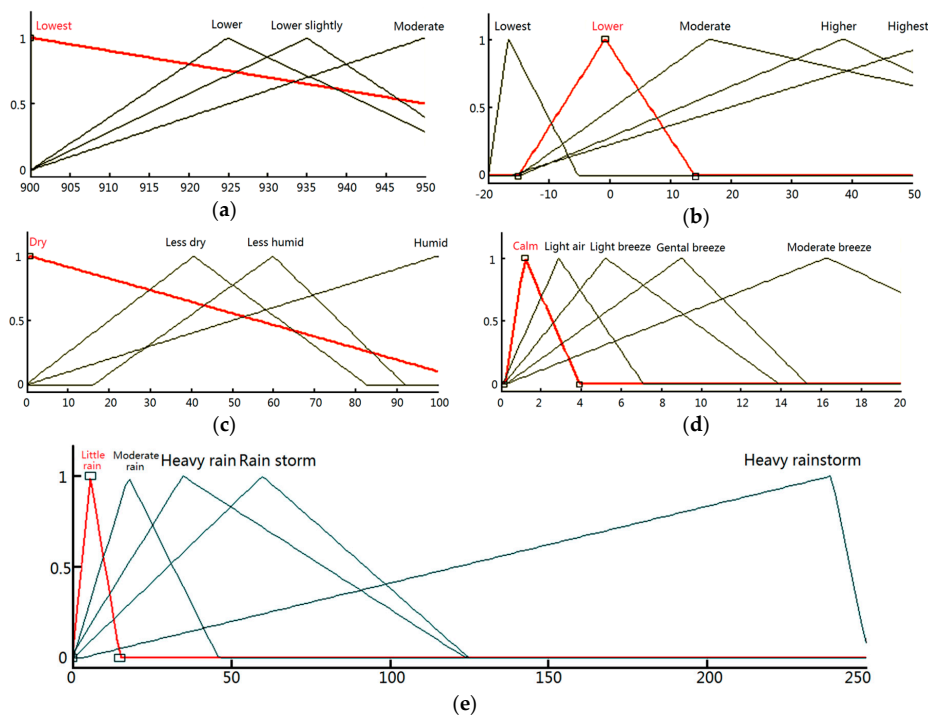 Lowest Lower Lower slightly Moderate
1
0.5
0
900 905 910 915 920 925 930 935 940 945 950
(a)
Lowest Lower Moderate Higher Highest
1
0.5
0
-20 -10 0 10 20 30 40 50
(b)
Dry Less dry Less humid Humid
1
0.5
0
0 10 20 30 40 50 60 70 80 90 100
(c)
Calm Light air Light breeze Gental breeze Moderate breeze
1
0.5
0
0 2 4 6 8 10 12 14 16 18 20
(d)
Little rain Moderate rain Heavy rain Rain storm Heavy rainstorm
1
0.5
0
0 50 100 150 200 250
(e)